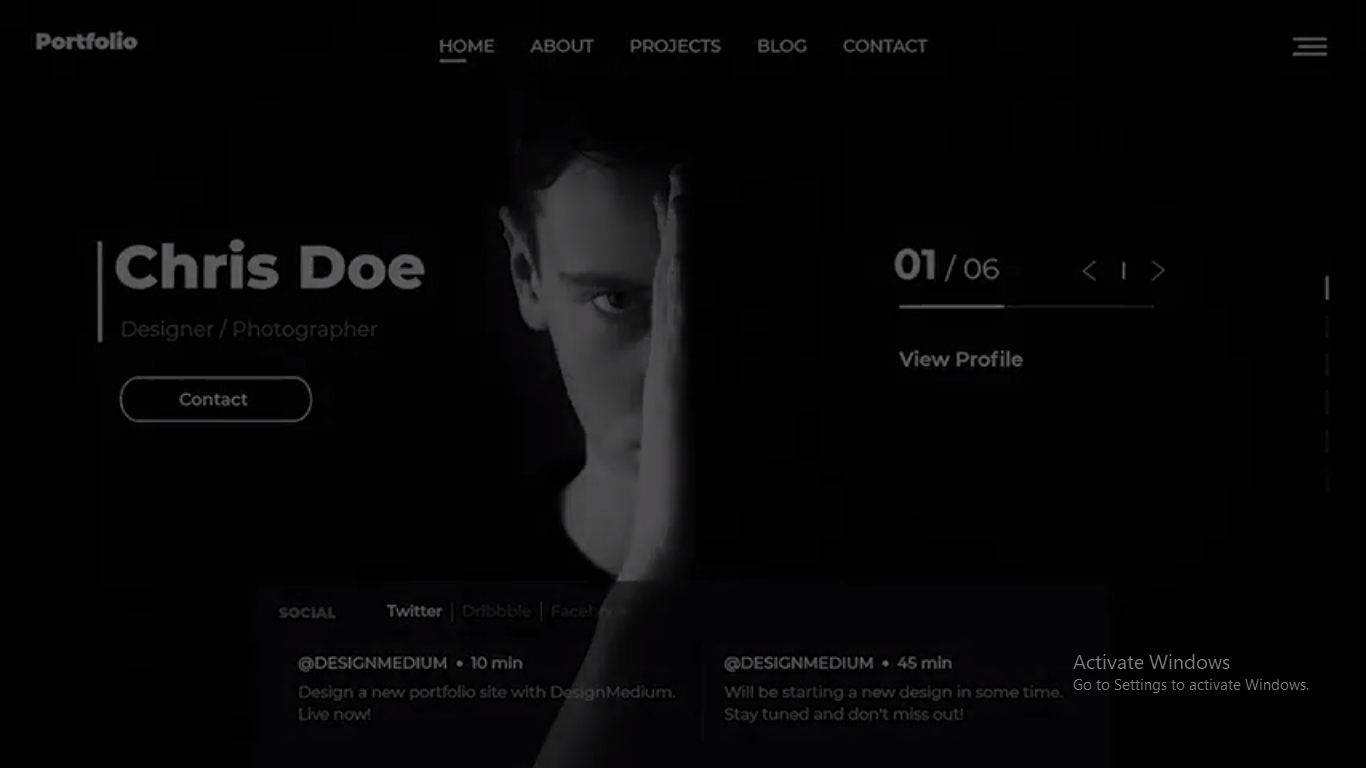 Portfolio
HOME ABOUT PROJECTS BLOG CONTACT
Chris Doe
Designer / Photographer
Contact
01 / 06 < | >
View Profile
SOCIAL Twitter | Dribbble | Facebook
@DESIGNMEDIUM • 10 min
Design a new portfolio site with DesignMedium.
Live now!
@DESIGNMEDIUM • 45 min
Will be starting a new design in some time.
Stay tuned and don't miss out!
Activate Windows
Go to Settings to activate Windows.